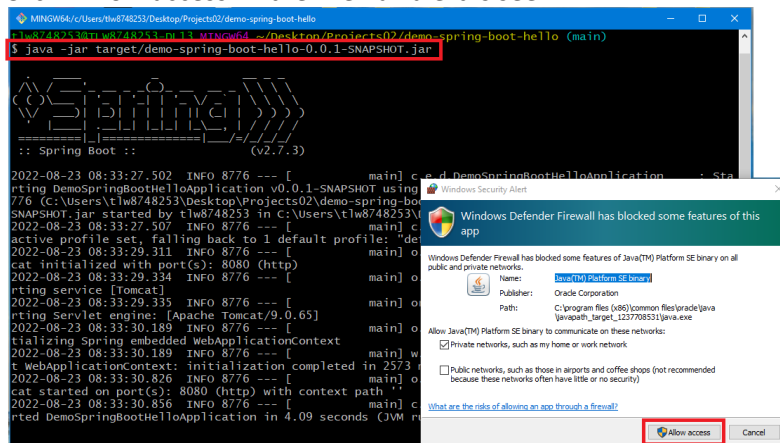 MINGW64:/c/Users/tlw8748253/Desktop/Projects02/demo-spring-boot-hello
tlw8748253@TLW8748253-DL13 MINGW64 ~/Desktop/Projects02/demo-spring-boot-hello (main)
$ java -jar target/demo-spring-boot-hello-0.0.1-SNAPSHOT.jar
:: Spring Boot :: (v2.7.3)
2022-08-23 08:33:27.502 INFO 8776 --- [ main] c.e.d.DemoSpringBootHelloApplication : Sta
rting DemoSpringBootHelloApplication v0.0.1-SNAPSHOT using
776 (C:\Users\tlw8748253\Desktop\Projects02\demo-spring-boo
SNAPSHOT.jar started by tlw8748253 in C:\Users\tlw8748253\
2022-08-23 08:33:27.507 INFO 8776 --- [ main] c
active profile set, falling back to 1 default profile: "de
2022-08-23 08:33:29.311 INFO 8776 --- [ main] o
cat initialized with port(s): 8080 (http)
2022-08-23 08:33:29.334 INFO 8776 --- [ main] o
rting service [Tomcat]
2022-08-23 08:33:29.335 INFO 8776 --- [ main] o
rting Servlet engine: [Apache Tomcat/9.0.65]
2022-08-23 08:33:30.189 INFO 8776 --- [ main] o
tializing Spring embedded WebApplicationContext
2022-08-23 08:33:30.189 INFO 8776 --- [ main] w
t WebApplicationContext: initialization completed in 2573
2022-08-23 08:33:30.826 INFO 8776 --- [ main] o
cat started on port(s): 8080 (http) with context path ''
2022-08-23 08:33:30.856 INFO 8776 --- [ main] c
rted DemoSpringBootHelloApplication in 4.09 seconds (JVM r
Windows Security Alert
Windows Defender Firewall has blocked some features of this
app
Windows Defender Firewall has blocked some features of Java(TM) Platform SE binary on all
public and private networks.
Name: Java(TM) Platform SE binary
Publisher: Oracle Corporation
Path: C:\program files (x86)\common files\oracle\java
\javapath_target_1237708531\java.exe
Allow Java(TM) Platform SE binary to communicate on these networks:
Private networks, such as my home or work network
Public networks, such as those in airports and coffee shops (not recommended
because these networks often have little or no security)
What are the risks of allowing an app through a firewall?
Allow access
Cancel